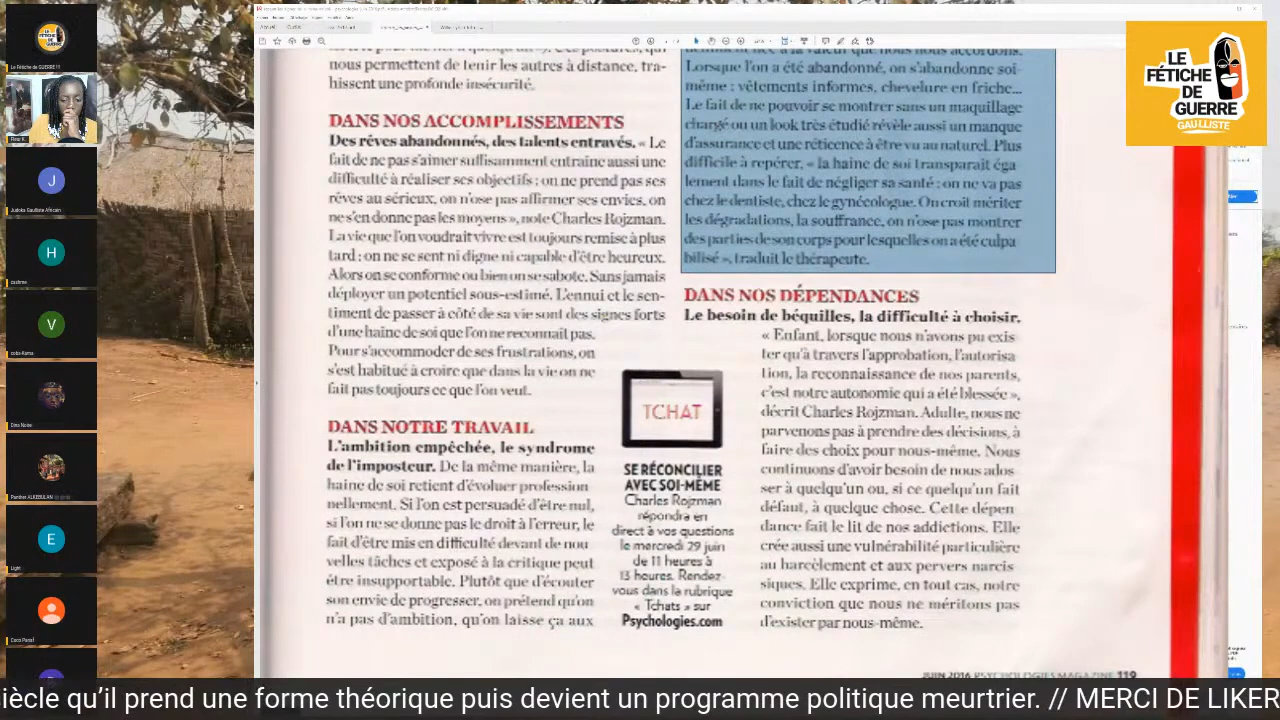 Le Fétiche de GUERRE !!!
Fleur K.
Judoka Gaulliste Africain
cashme
coba Kama
Dina Noire
Panther ALKEBULAN
Light
Coco Panaf
J
H
V
E
nous permettent de tenir les autres à distance, tra-
hissent une profonde insécurité.
DANS NOS ACCOMPLISSEMENTS
Des rêves abandonnés, des talents entravés. « Le
fait de ne pas s'aimer suffisamment entraîne aussi une
difficulté à réaliser ses objectifs : on ne prend pas ses
rêves au sérieux, on n'ose pas affirmer ses envies, on
ne s'en donne pas les moyens », note Charles Rojzman.
La vie que l'on voudrait vivre est toujours remise à plus
tard : on ne se sent ni digne ni capable d'être heureux.
Alors on se conforme ou bien on se sabote. Sans jamais
déployer un potentiel sous-estimé. L'ennui et le sen-
timent de passer à côté de sa vie sont des signes forts
d'une haine de soi que l'on ne reconnaît pas.
Pour s'accommoder de ses frustrations, on
s'est habitué à croire que dans la vie on ne
fait pas toujours ce que l'on veut.
DANS NOTRE TRAVAIL
L'ambition empêchée, le syndrome
de l'imposteur. De la même manière, la
haine de soi retient d'évoluer profession
nellement. Si l'on est persuadé d'être nul,
si l'on ne se donne pas le droit à l'erreur, le
fait d'être mis en difficulté devant de nou
velles tâches et exposé à la critique peut
être insupportable. Plutôt que d'écouter
son envie de progresser, on prétend qu'on
n'a pas d'ambition, qu'on laisse ça aux
TCHAT
SE RÉCONCILIER
AVEC SOI-MÊME
Charles Rojzman
répondra en
direct à vos questions
le mercredi 29 juin
de 11 heures à
13 heures. Rendez-
vous dans la rubrique
« Tchats » sur
Psychologies.com
Lorsque l'on a été abandonné, on s'abandonne soi-
même : vêtements informes, chevelure en friche...
Le fait de ne pouvoir se montrer sans un maquillage
chargé ou un look très étudié révèle aussi un manque
d'assurance et une réticence à être vu au naturel. Plus
difficile à repérer, « la haine de soi transparaît éga
lement dans le fait de négliger sa santé : on ne va pas
chez le dentiste, chez le gynécologue. On croit mériter
les dégradations, la souffrance, on n'ose pas montrer
des parties de son corps pour lesquelles on a été culpa
bilisé », traduit le thérapeute.
DANS NOS DÉPENDANCES
Le besoin de béquilles, la difficulté à choisir.
« Enfant, lorsque nous n'avons pu exis-
ter qu'à travers l'approbation, l'autorisa-
tion, la reconnaissance de nos parents,
c'est notre autonomie qui a été blessée »,
décrit Charles Rojzman. Adulte, nous ne
parvenons pas à prendre des décisions, à
faire des choix pour nous-même. Nous
continuons d'avoir besoin de nous ados-
ser à quelqu'un ou, si ce quelqu'un fait
défaut, à quelque chose. Cette dépen-
dance fait le lit de nos addictions. Elle
crée aussi une vulnérabilité particulière
au harcèlement et aux pervers narcis-
siques. Elle exprime, en tout cas, notre
conviction que nous ne méritons pas
d'exister par nous-même.
JUIN 2016 PSYCHOLOGIES MAGAZINE 119
LE
FÉTICHE
DE
GUERRE
GAULLISTE
siècle qu'il prend une forme théorique puis devient un programme politique meurtrier. // MERCI DE LIKER